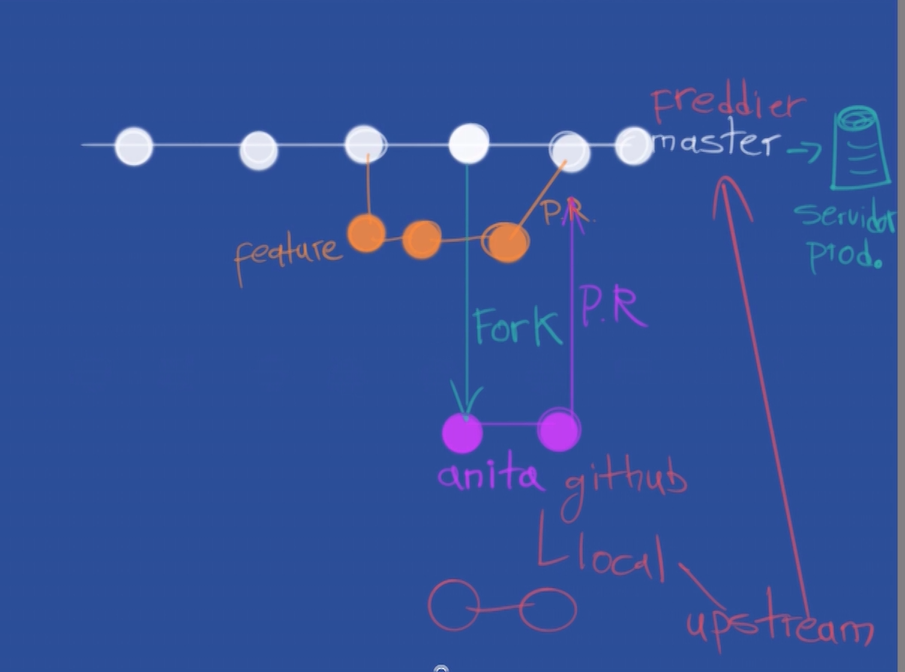 Freddier
master
servidor
prod.
feature
P.R.
P.R
Fork
anita github
local
upstream